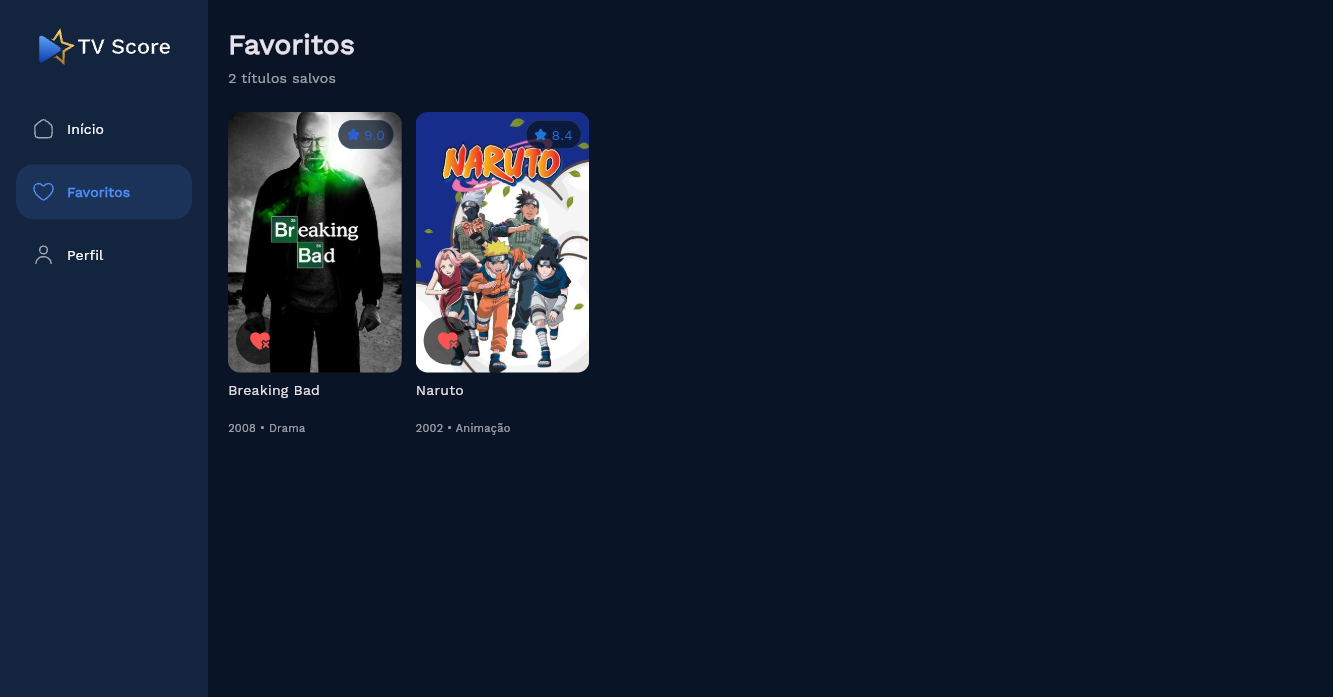 TV Score
Início
Favoritos
Perfil
Favoritos
2 títulos salvos
9.0
Breaking
Bad
Breaking Bad
2008 • Drama
8.4
NARUTO
Naruto
2002 • Animação